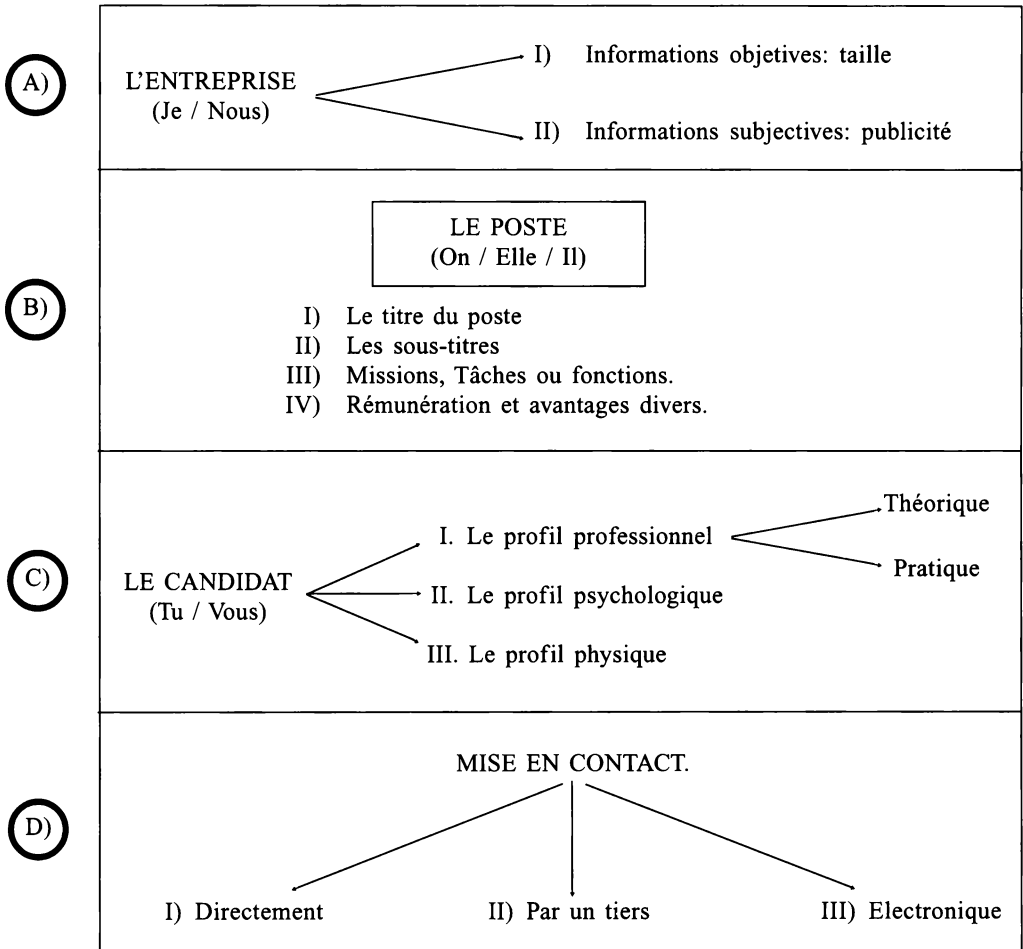 A)
L'ENTREPRISE
(Je / Nous)
I) Informations objetives: taille
II) Informations subjectives: publicité
B)
LE POSTE
(On / Elle / Il)
I) Le titre du poste
II) Les sous-titres
III) Missions, Tâches ou fonctions.
IV) Rémunération et avantages divers.
C)
LE CANDIDAT
(Tu / Vous)
I. Le profil professionnel
Théorique
Pratique
II. Le profil psychologique
III. Le profil physique
D)
MISE EN CONTACT.
I) Directement
II) Par un tiers
III) Electronique